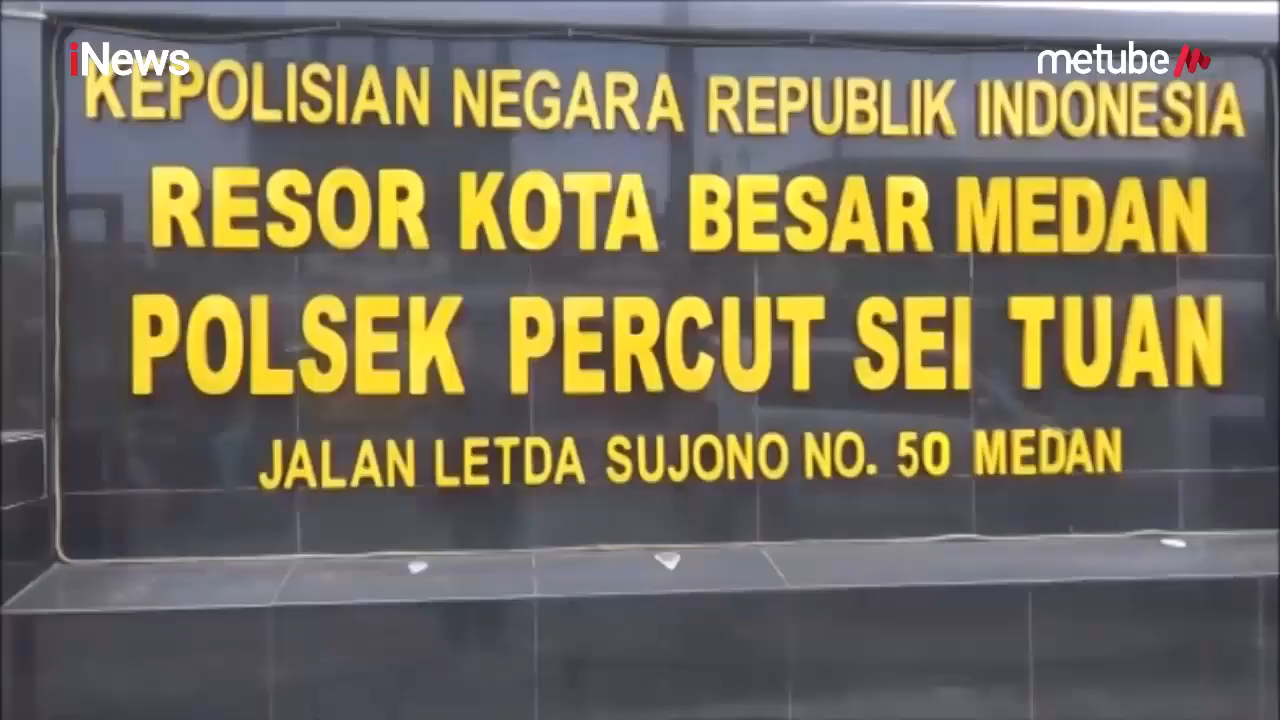 iNews
metube
KEPOLISIAN NEGARA REPUBLIK INDONESIA
RESOR KOTA BESAR MEDAN
POLSEK PERCUT SEI TUAN
JALAN LETDA SUJONO NO. 50 MEDAN